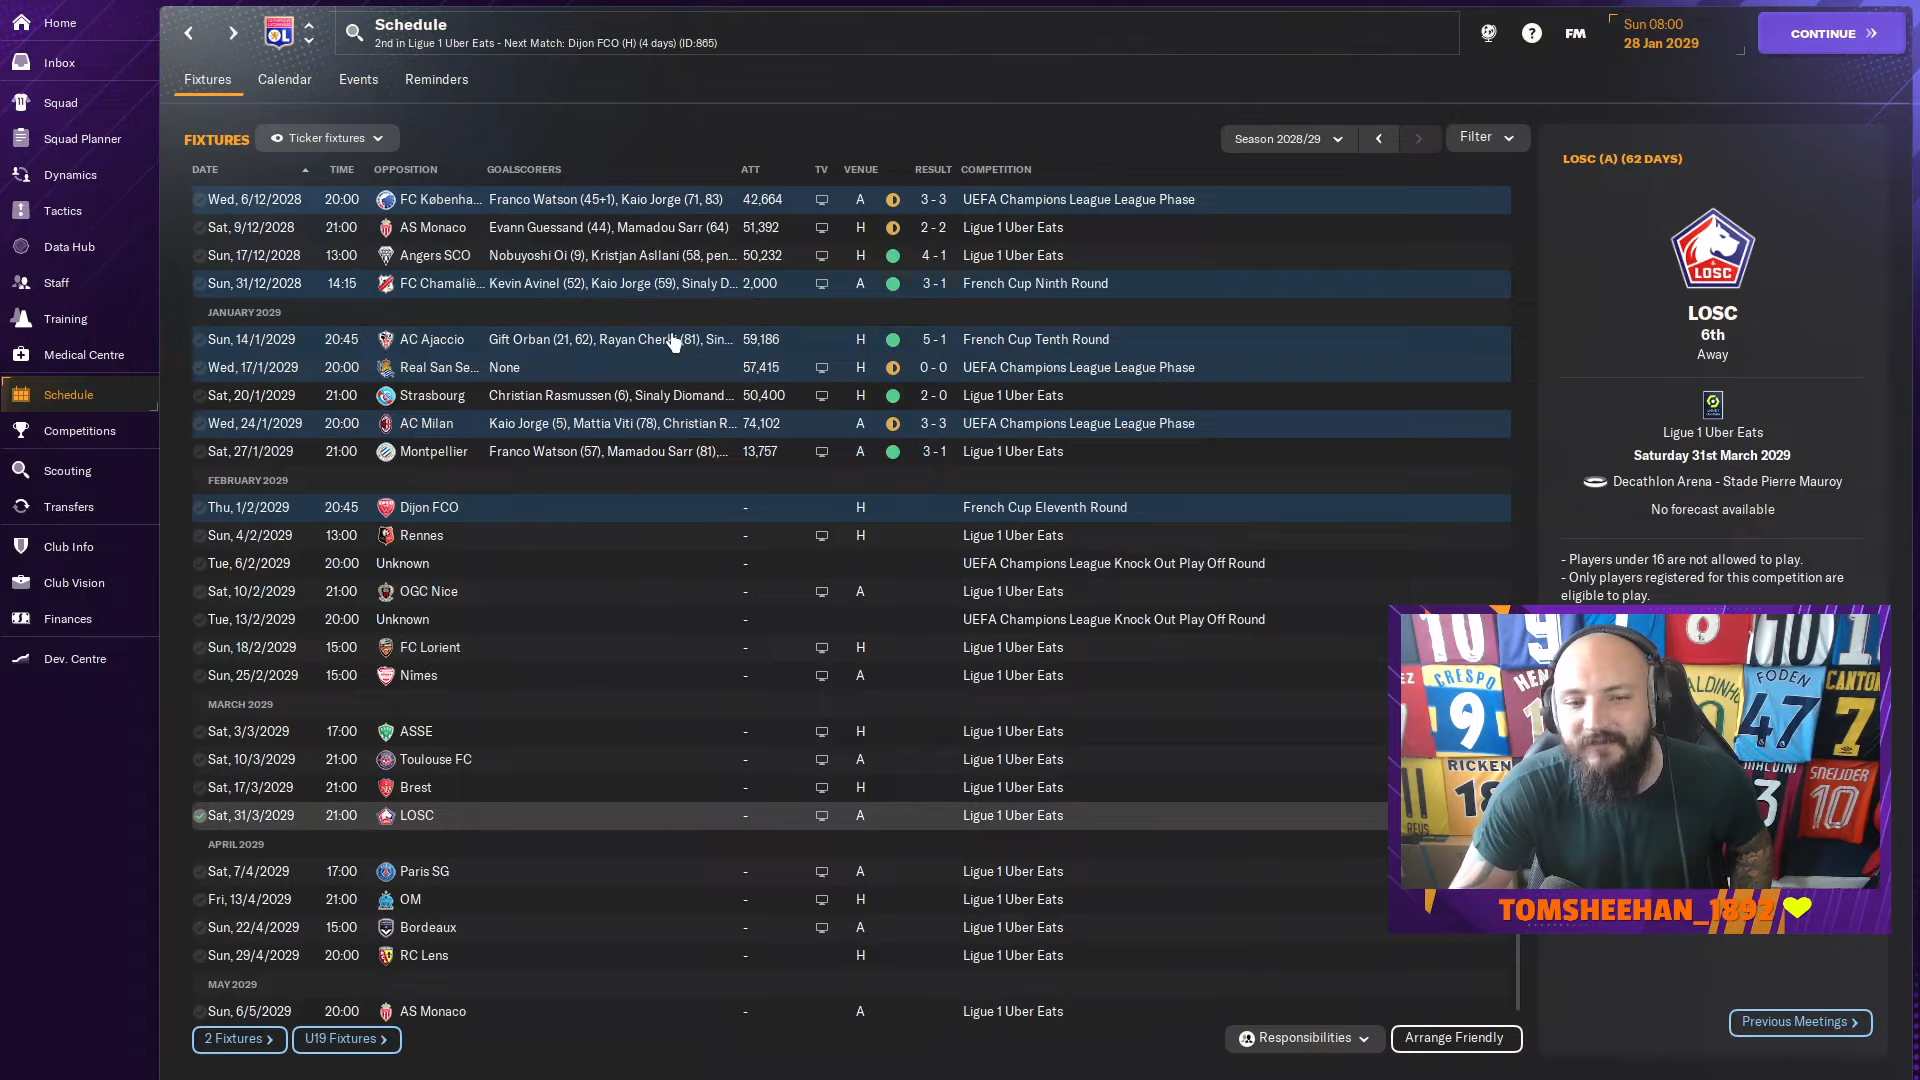 Home
Inbox
Squad
Squad Planner
Dynamics
Tactics
Data Hub
Staff
Training
Medical Centre
Schedule
Competitions
Scouting
Transfers
Club Info
Club Vision
Finances
Dev. Centre
Schedule
2nd in Ligue 1 Uber Eats - Next Match: Dijon FCO (H) (4 days) (ID:865)
FM
Sun 08:00
28 Jan 2029
CONTINUE
Fixtures Calendar Events Reminders
FIXTURES Ticker fixtures
Season 2028/29 Filter
DATE TIME OPPOSITION GOALSCORERS ATT TV VENUE RESULT COMPETITION
Wed, 6/12/2028 20:00 FC Københa... Franco Watson (45+1), Kaio Jorge (71, 83) 42,664 A 3 - 3 UEFA Champions League League Phase
Sat, 9/12/2028 21:00 AS Monaco Evann Guessand (44), Mamadou Sarr (64) 51,392 H 2 - 2 Ligue 1 Uber Eats
Sun, 17/12/2028 13:00 Angers SCO Nobuyoshi Oi (9), Kristjan Asllani (58, pen... 50,232 H 4 - 1 Ligue 1 Uber Eats
Sun, 31/12/2028 14:15 FC Chamaliè... Kevin Avinel (52), Kaio Jorge (59), Sinaly D... 2,000 A 3 - 1 French Cup Ninth Round
JANUARY 2029
Sun, 14/1/2029 20:45 AC Ajaccio Gift Orban (21, 62), Rayan Cherki (81), Sin... 59,186 H 5 - 1 French Cup Tenth Round
Wed, 17/1/2029 20:00 Real San Se... None 57,415 H 0 - 0 UEFA Champions League League Phase
Sat, 20/1/2029 21:00 Strasbourg Christian Rasmussen (6), Sinaly Diomand... 50,400 H 2 - 0 Ligue 1 Uber Eats
Wed, 24/1/2029 20:00 AC Milan Kaio Jorge (5), Mattia Viti (78), Christian R... 74,102 A 3 - 3 UEFA Champions League League Phase
Sat, 27/1/2029 21:00 Montpellier Franco Watson (57), Mamadou Sarr (81),... 13,757 A 3 - 1 Ligue 1 Uber Eats
FEBRUARY 2029
Thu, 1/2/2029 20:45 Dijon FCO - H French Cup Eleventh Round
Sun, 4/2/2029 13:00 Rennes - H Ligue 1 Uber Eats
Tue, 6/2/2029 20:00 Unknown - UEFA Champions League Knock Out Play Off Round
Sat, 10/2/2029 21:00 OGC Nice - A Ligue 1 Uber Eats
Tue, 13/2/2029 20:00 Unknown - UEFA Champions League Knock Out Play Off Round
Sun, 18/2/2029 15:00 FC Lorient - H Ligue 1 Uber Eats
Sun, 25/2/2029 15:00 Nîmes - A Ligue 1 Uber Eats
MARCH 2029
Sat, 3/3/2029 17:00 ASSE - H Ligue 1 Uber Eats
Sat, 10/3/2029 21:00 Toulouse FC - A Ligue 1 Uber Eats
Sat, 17/3/2029 21:00 Brest - H Ligue 1 Uber Eats
Sat, 31/3/2029 21:00 LOSC - A Ligue 1 Uber Eats
APRIL 2029
Sat, 7/4/2029 17:00 Paris SG - A Ligue 1 Uber Eats
Fri, 13/4/2029 21:00 OM - H Ligue 1 Uber Eats
Sun, 22/4/2029 15:00 Bordeaux - A Ligue 1 Uber Eats
Sun, 29/4/2029 20:00 RC Lens - H Ligue 1 Uber Eats
MAY 2029
Sun, 6/5/2029 20:00 AS Monaco A Ligue 1 Uber Eats
2 Fixtures U19 Fixtures
Responsibilities Arrange Friendly
LOSC (A) (62 DAYS)
LOSC
LOSC
6th
Away
Ligue 1 Uber Eats
Saturday 31st March 2029
Decathlon Arena - Stade Pierre Mauroy
No forecast available
- Players under 16 are not allowed to play.
- Only players registered for this competition are
eligible to play.
10 9 8 10
CRESPO
9
FODEN
47
CANTO
7
RICKEN
18
REUS
MALDINI
3
SNEIJDER
10
TOMSHEEHAN_1892
Previous Meetings